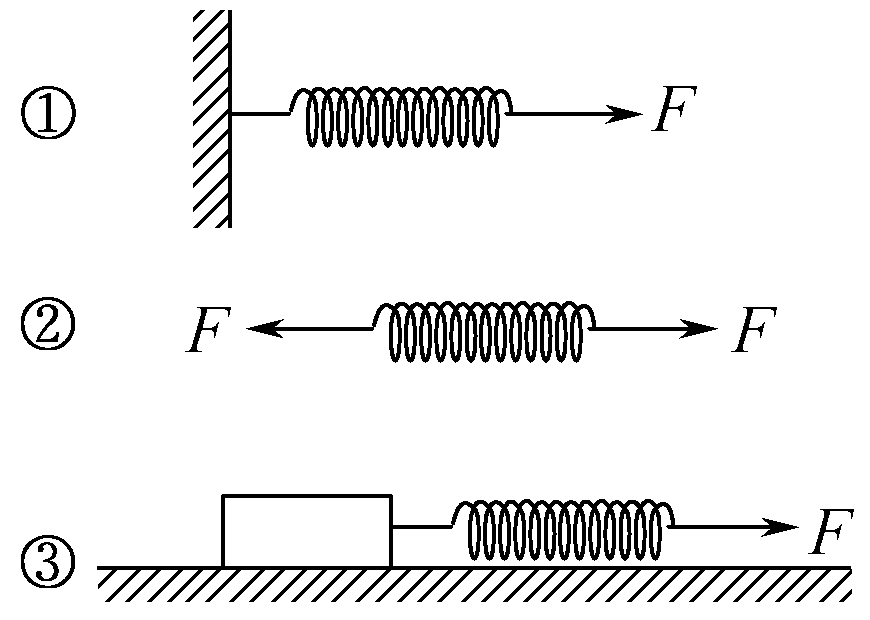 ① F
② F F
③ F